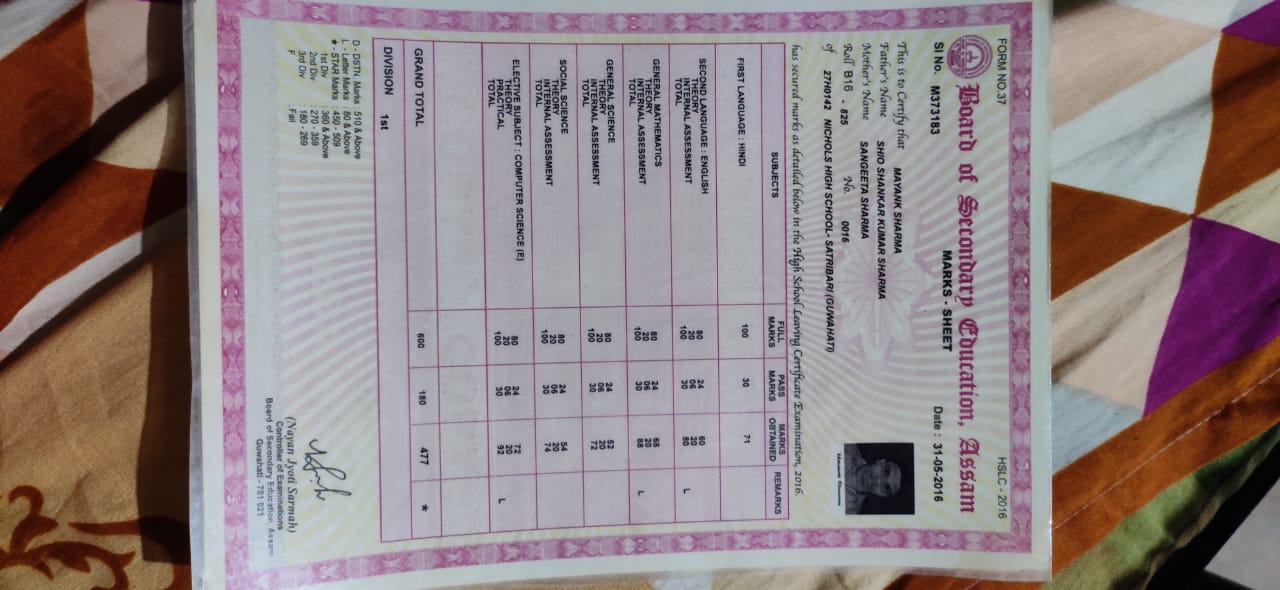 FORM NO.37
HSLC - 2016
Board of Secondary Education, Assam
MARKS - SHEET
Sl No. M373183
Date : 31-05-2016
This is to Certify that MAYANK SHARMA
Father's Name SHIO SHANKAR KUMAR SHARMA
Mother's Name SANGEETA SHARMA
Roll B16 - 825 No. 0016
of 27H0142 NICHOLS HIGH SCHOOL- SATRIBARI (GUWAHATI)
has secured marks as detailed below in the High School Leaving Certificate Examination, 2016.
SUBJECTS FULL MARKS PASS MARKS MARKS OBTAINED REMARKS
FIRST LANGUAGE : HINDI 100 30 71
SECOND LANGUAGE : ENGLISH
THEORY 80 24 60
INTERNAL ASSESSMENT 20 06 20
TOTAL 100 30 80 L
GENERAL MATHEMATICS
THEORY 80 24 68
INTERNAL ASSESSMENT 20 06 20
TOTAL 100 30 88 L
GENERAL SCIENCE
THEORY 80 24 52
INTERNAL ASSESSMENT 20 06 20
TOTAL 100 30 72
SOCIAL SCIENCE
THEORY 80 24 54
INTERNAL ASSESSMENT 20 06 20
TOTAL 100 30 74
ELECTIVE SUBJECT : COMPUTER SCIENCE (E)
THEORY 80 24 72
PRACTICAL 20 06 20
TOTAL 100 30 92 L
GRAND TOTAL 600 180 477 *
DIVISION 1st
D - DSTN. Marks : 510 & Above
L - Letter Marks : 80 & Above
* - STAR Marks : 450 - 509
1st Div : 360 & Above
2nd Div : 270 - 359
3rd Div : 180 - 269
F : Fail
(Nayan Jyoti Sarmah)
Controller of Examinations
Board of Secondary Education, Assam
Guwahati - 781 021